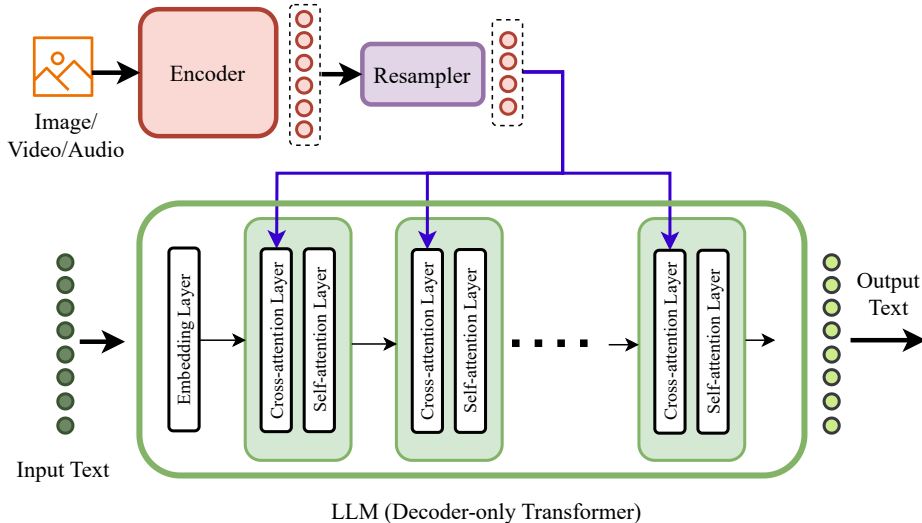 Encoder
Resampler
Image/
Video/Audio
Embedding Layer
Cross-attention Layer
Self-attention Layer
Cross-attention Layer
Self-attention Layer
Cross-attention Layer
Self-attention Layer
Output
Text
Input Text
LLM (Decoder-only Transformer)